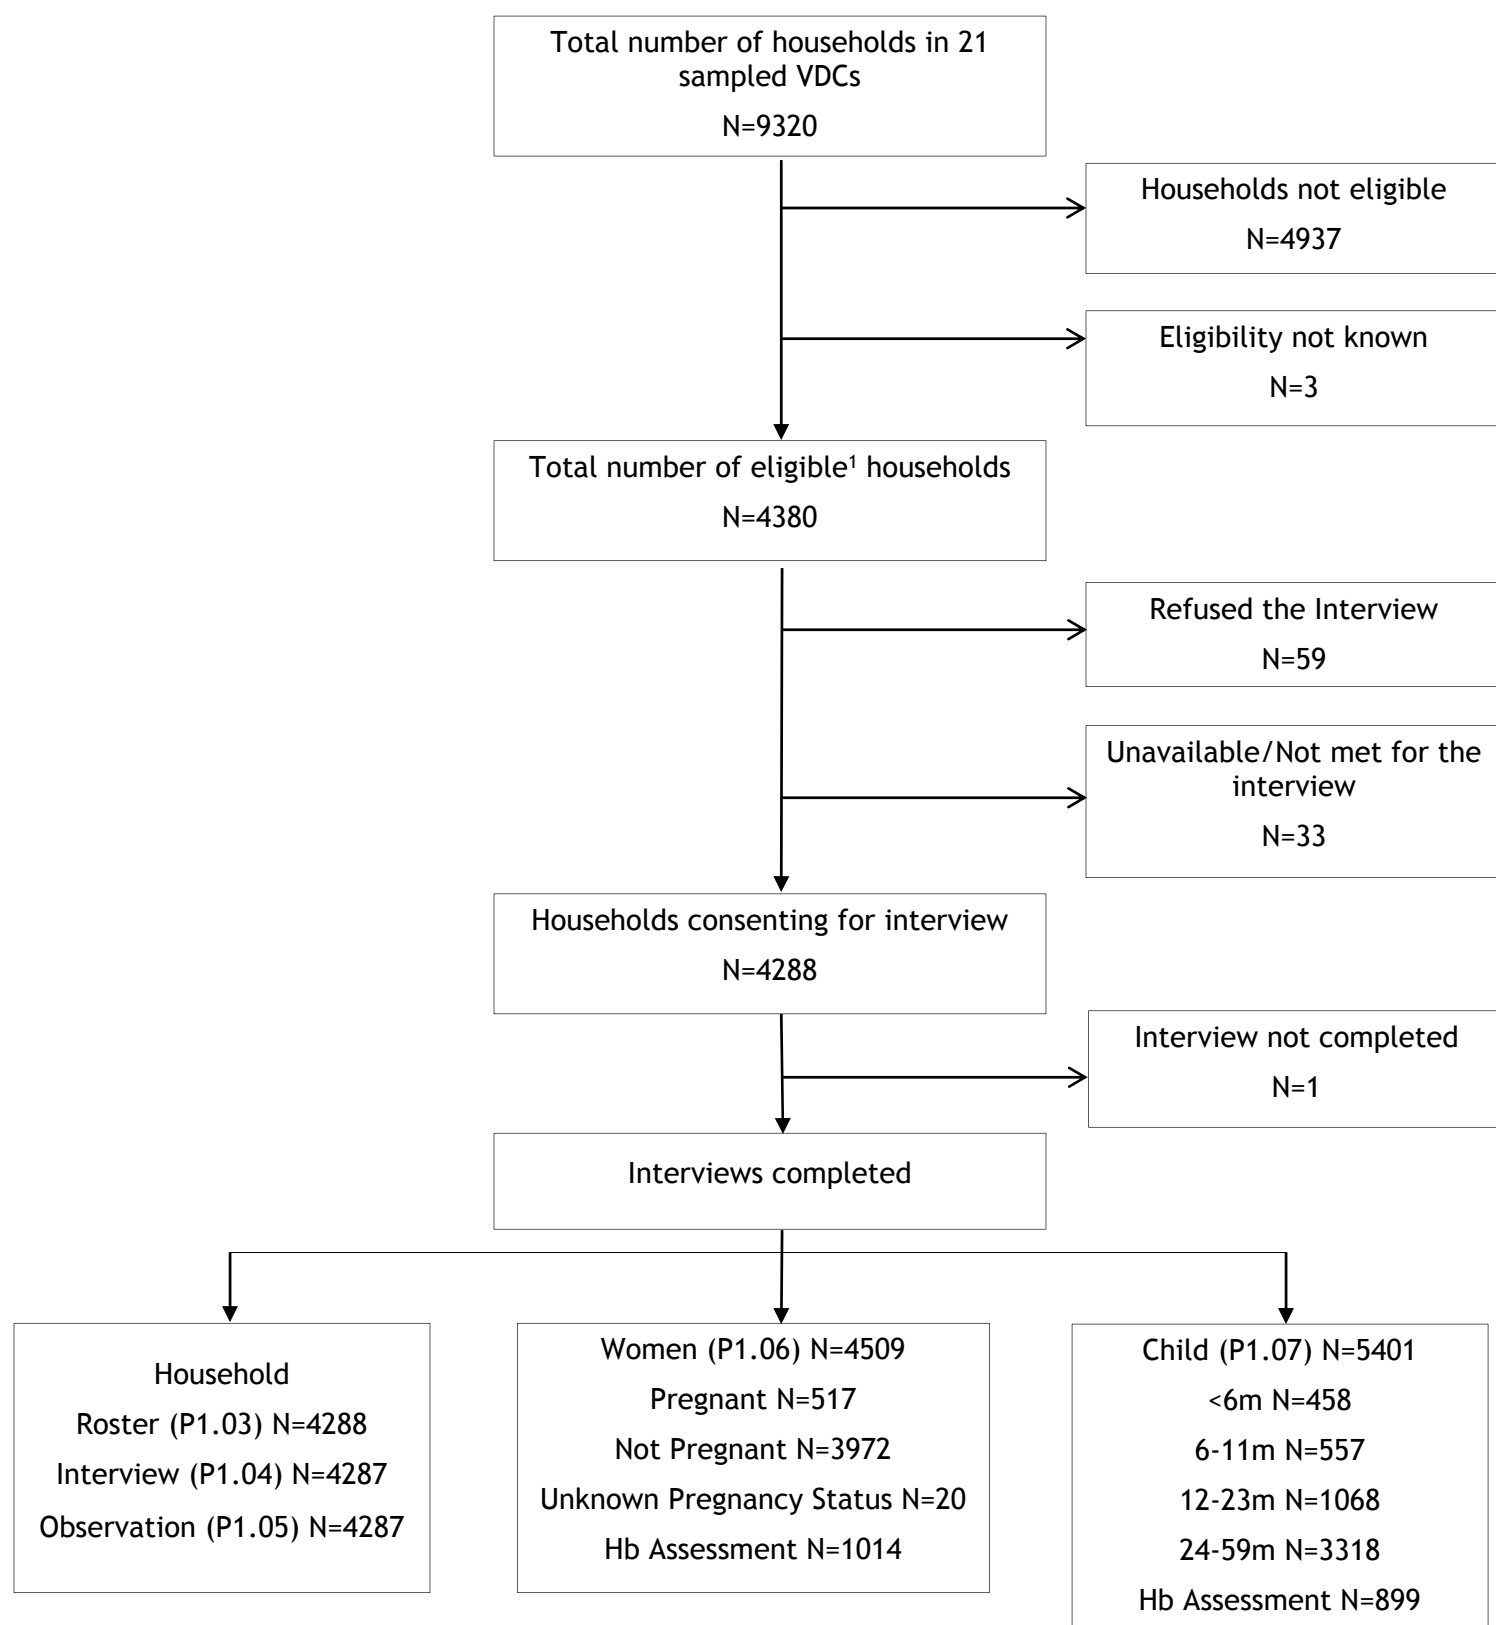 Total number of households in 21
sampled VDCs
N=9320
Households not eligible
N=4937
Eligibility not known
N=3
Total number of eligible¹ households
N=4380
Refused the Interview
N=59
Unavailable/Not met for the
interview
N=33
Households consenting for interview
N=4288
Interview not completed
N=1
Interviews completed
Household
Roster (P1.03) N=4288
Interview (P1.04) N=4287
Observation (P1.05) N=4287
Women (P1.06) N=4509
Pregnant N=517
Not Pregnant N=3972
Unknown Pregnancy Status N=20
Hb Assessment N=1014
Child (P1.07) N=5401
<6m N=458
6-11m N=557
12-23m N=1068
24-59m N=3318
Hb Assessment N=899